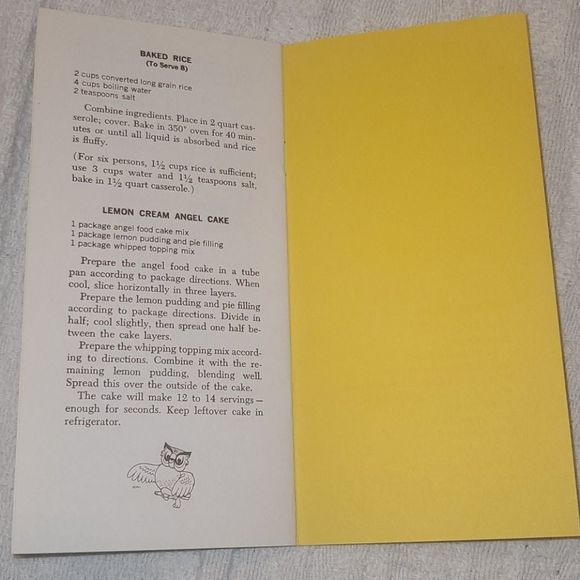 BAKED RICE
(To Serve 8)
2 cups converted long grain rice
4 cups boiling water
2 teaspoons salt
Combine ingredients. Place in 2 quart cas-
serole; cover. Bake in 350° oven for 40 min-
utes or until all liquid is absorbed and rice
is fluffy.
(For six persons, 1½ cups rice is sufficient;
use 3 cups water and 1½ teaspoons salt,
bake in 1½ quart casserole.)
LEMON CREAM ANGEL CAKE
1 package angel food cake mix
1 package lemon pudding and pie filling
1 package whipped topping mix
Prepare the angel food cake in a tube
pan according to package directions. When
cool, slice horizontally in three layers.
Prepare the lemon pudding and pie filling
according to package directions. Divide in
half; cool slightly, then spread one half be-
tween the cake layers.
Prepare the whipping topping mix accord-
ing to directions. Combine it with the re-
maining lemon pudding, blending well.
Spread this over the outside of the cake.
The cake will make 12 to 14 servings—
enough for seconds. Keep leftover cake in
refrigerator.